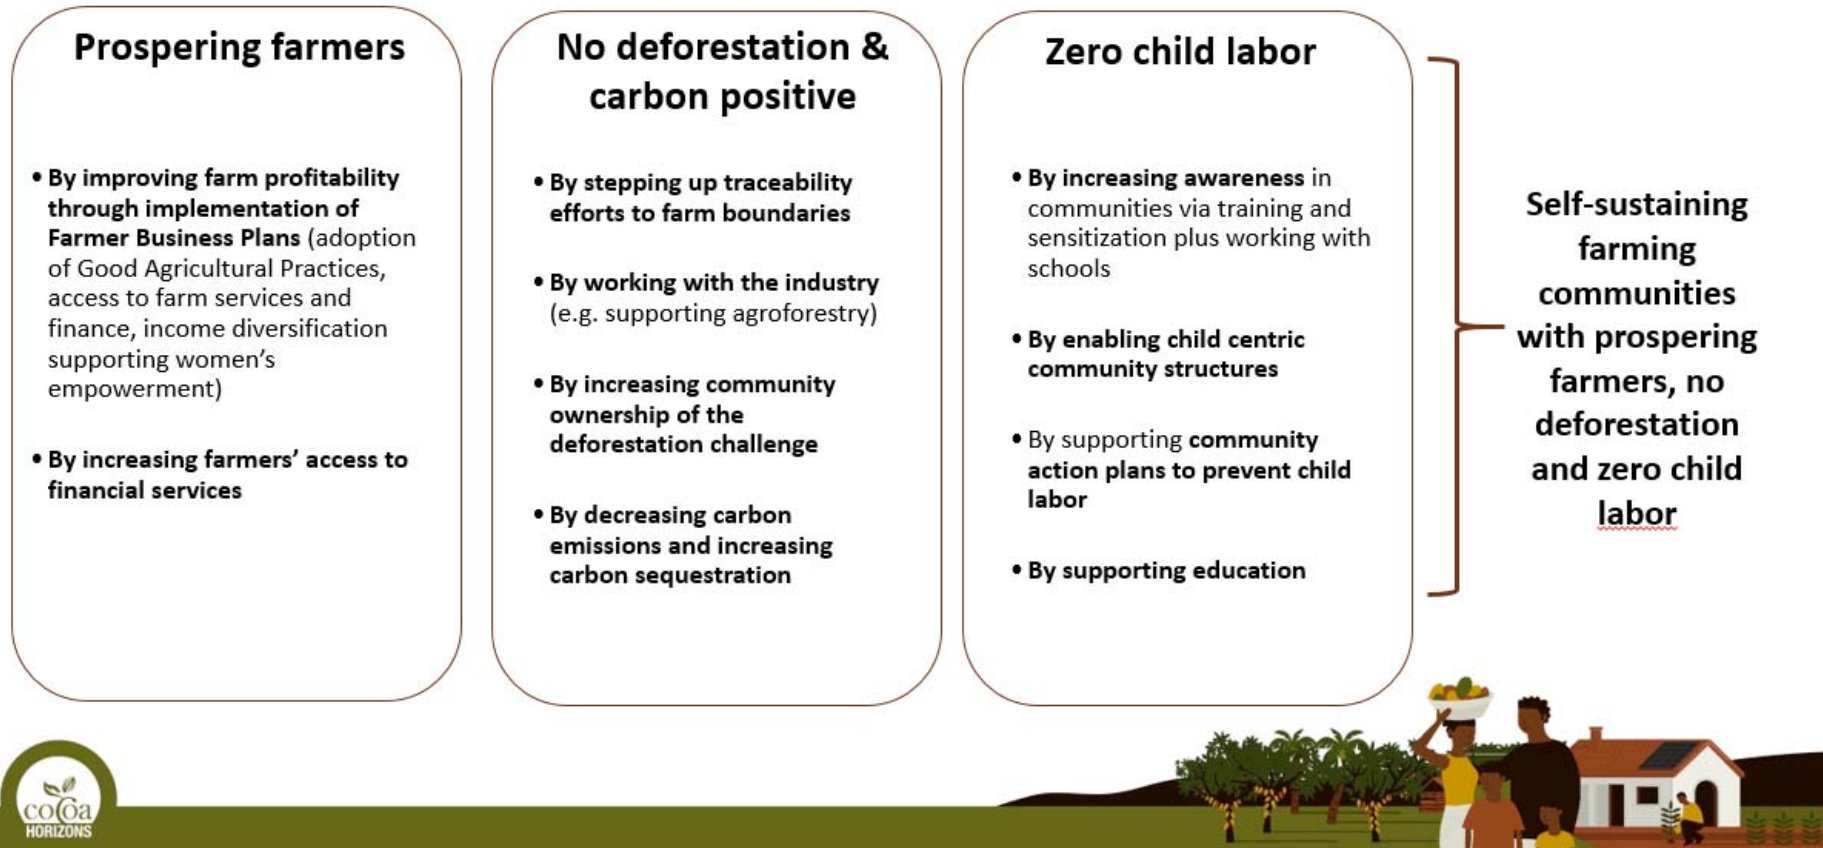 Prospering farmers
• By improving farm profitability
through implementation of
Farmer Business Plans (adoption
of Good Agricultural Practices,
access to farm services and
finance, income diversification
supporting women’s
empowerment)
• By increasing farmers’ access to
financial services
No deforestation &
carbon positive
• By stepping up traceability
efforts to farm boundaries
• By working with the industry
(e.g. supporting agroforestry)
• By increasing community
ownership of the
deforestation challenge
• By decreasing carbon
emissions and increasing
carbon sequestration
Zero child labor
• By increasing awareness in
communities via training and
sensitization plus working with
schools
• By enabling child centric
community structures
• By supporting community
action plans to prevent child
labor
• By supporting education
Self-sustaining
farming
communities
with prospering
farmers, no
deforestation
and zero child
labor
cocoa
HORIZONS